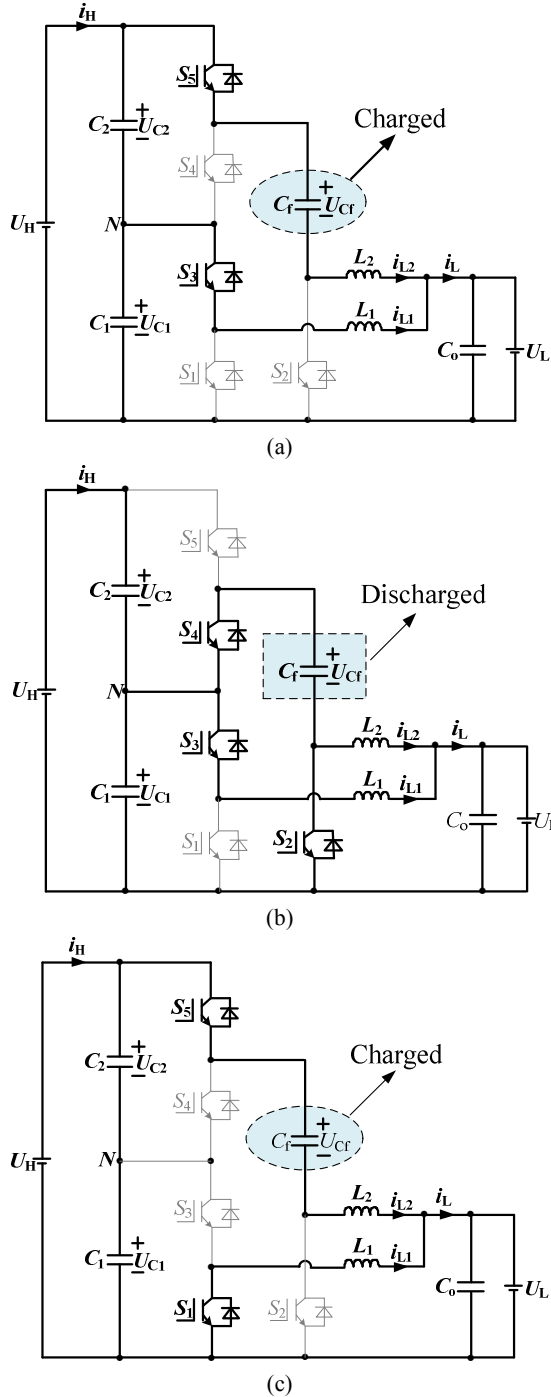 iH
S5
Charged
C2 + UC2 −
S4
Cf + UCf −
UH
N
L2 iL2 iL
S3
L1 iL1
C1 + UC1 −
Co
UL
S1
S2
(a)
iH
S5
C2 + UC2 −
Discharged
S4
Cf + UCf −
UH
N
L2 iL2 iL
S3
L1 iL1
C1 + UC1 −
Co
S1
S2
(b)
iH
S5
Charged
C2 + UC2 −
S4
Cf + UCf −
UH
N
L2 iL2 iL
S3
L1 iL1
C1 + UC1 −
Co
UL
S1
S2
(c)